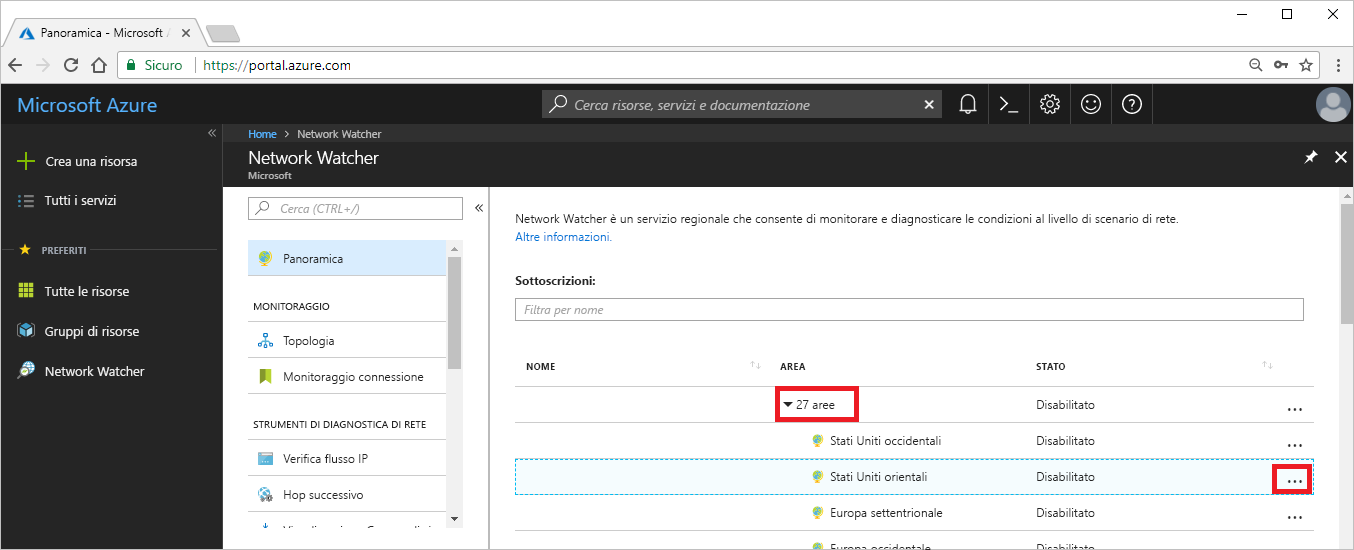 Panoramica - Microsoft A
Sicuro
https://portal.azure.com
Microsoft Azure
Cerca risorse, servizi e documentazione
Home > Network Watcher
Network Watcher
Microsoft
Crea una risorsa
Tutti i servizi
PREFERITI
Tutte le risorse
Gruppi di risorse
Network Watcher
Cerca (CTRL+/)
Panoramica
MONITORAGGIO
Topologia
Monitoraggio connessione
STRUMENTI DI DIAGNOSTICA DI RETE
Verifica flusso IP
Hop successivo
Network Watcher è un servizio regionale che consente di monitorare e diagnosticare le condizioni al livello di scenario di rete.
Altre informazioni.
Sottoscrizioni:
Filtra per nome
NOME AREA STATO
27 aree Disabilitato ...
Stati Uniti occidentali Disabilitato ...
Stati Uniti orientali Disabilitato ...
Europa settentrionale Disabilitato ...
Europa occidentale Disabilitato